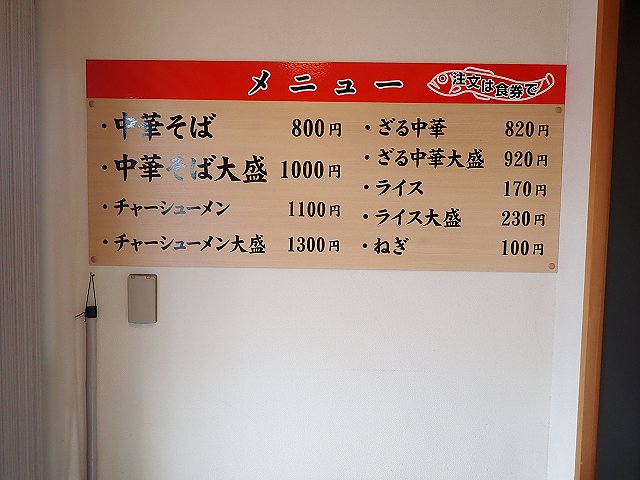 メニュー
注文は食券で
・中華そば 800円
・中華そば大盛 1000円
・チャーシューメン 1100円
・チャーシューメン大盛 1300円
・ざる中華 820円
・ざる中華大盛 920円
・ライス 170円
・ライス大盛 230円
・ねぎ 100円